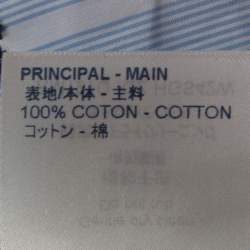 PRINCIPAL - MAIN
表地/本体 - 主料
100% COTON - COTTON
コットン - 棉